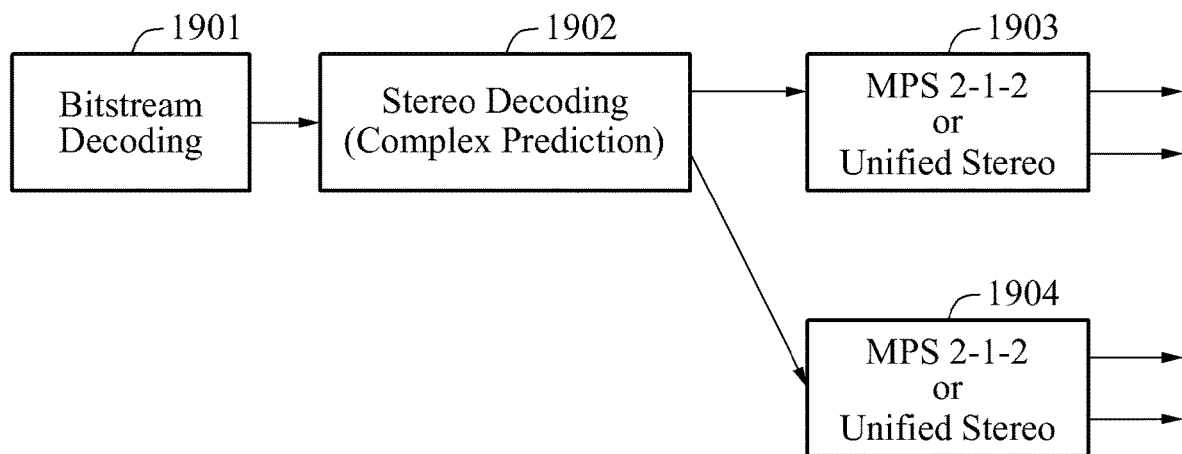 1901
Bitstream
Decoding
1902
Stereo Decoding
(Complex Prediction)
1903
MPS 2-1-2
or
Unified Stereo
1904
MPS 2-1-2
or
Unified Stereo